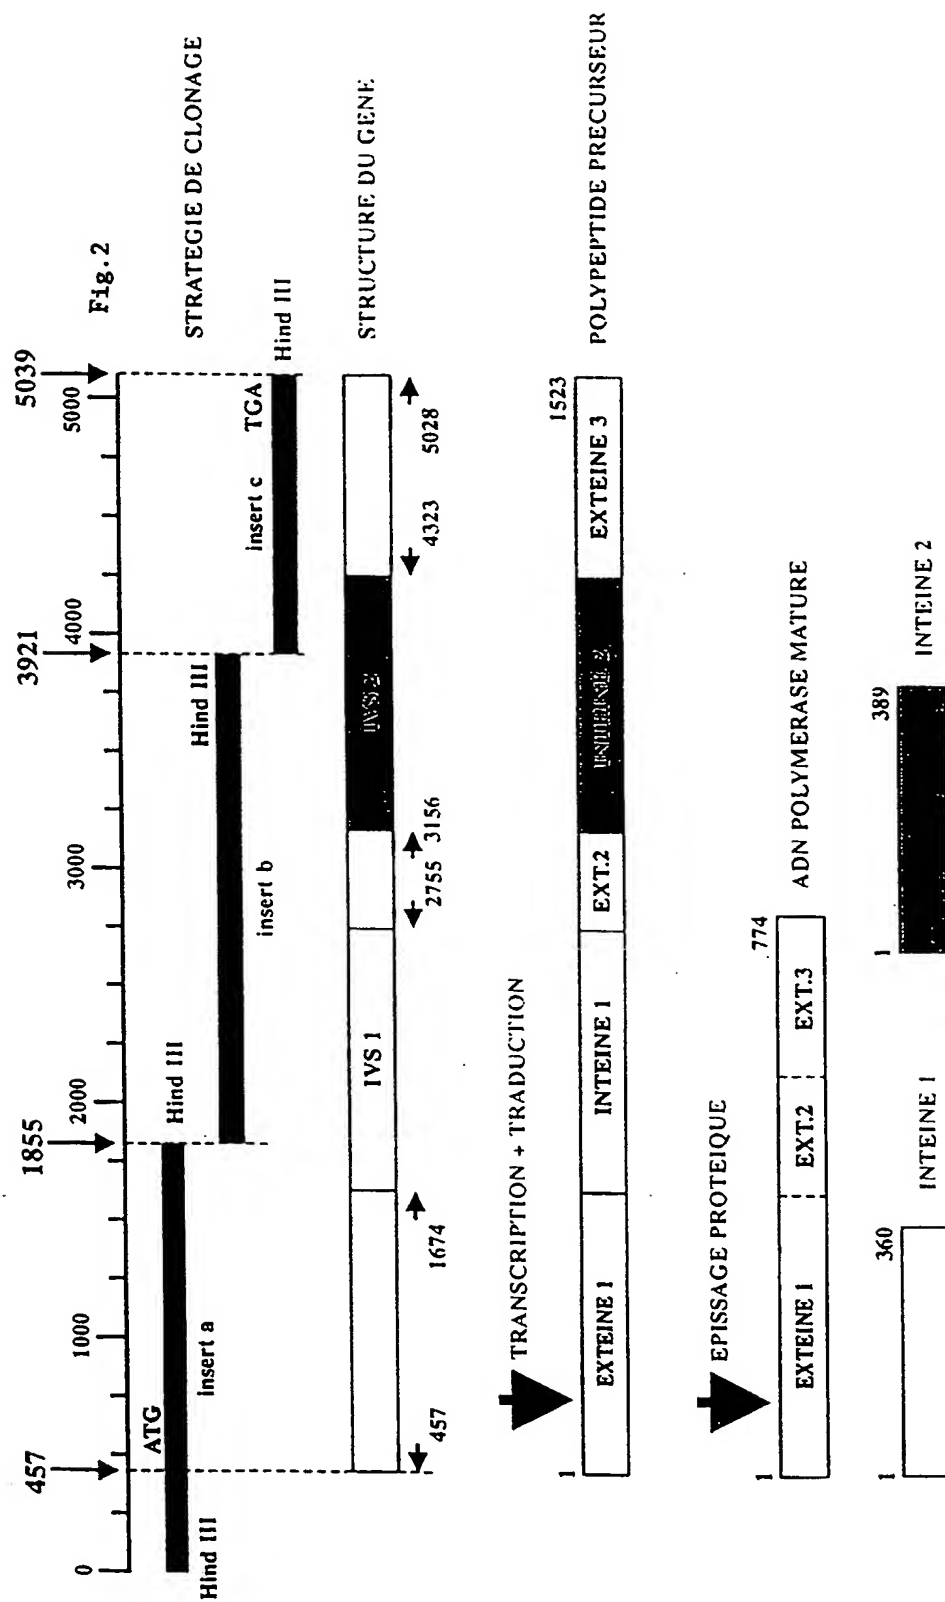 Fig.2
457
1855
3921
5039
0
1000
2000
3000
4000
5000
STRATEGIE DE CLONAGE
ATG
Hind III
insert a
Hind III
insert b
Hind III
insert c
TGA
Hind III
STRUCTURE DU GENE
IVS 1
IVS 2
457
1674
2755
3156
4323
5028
TRANSCRIPTION + TRADUCTION
POLYPEPTIDE PRECURSEUR
1
1523
EXTEINE 1
INTEINE 1
EXT.2
INTEINE 2
EXTEINE 3
EPISSAGE PROTEIQUE
ADN POLYMERASE MATURE
1
774
EXTEINE 1
EXT.2
EXT.3
1
360
INTEINE 1
1
389
INTEINE 2